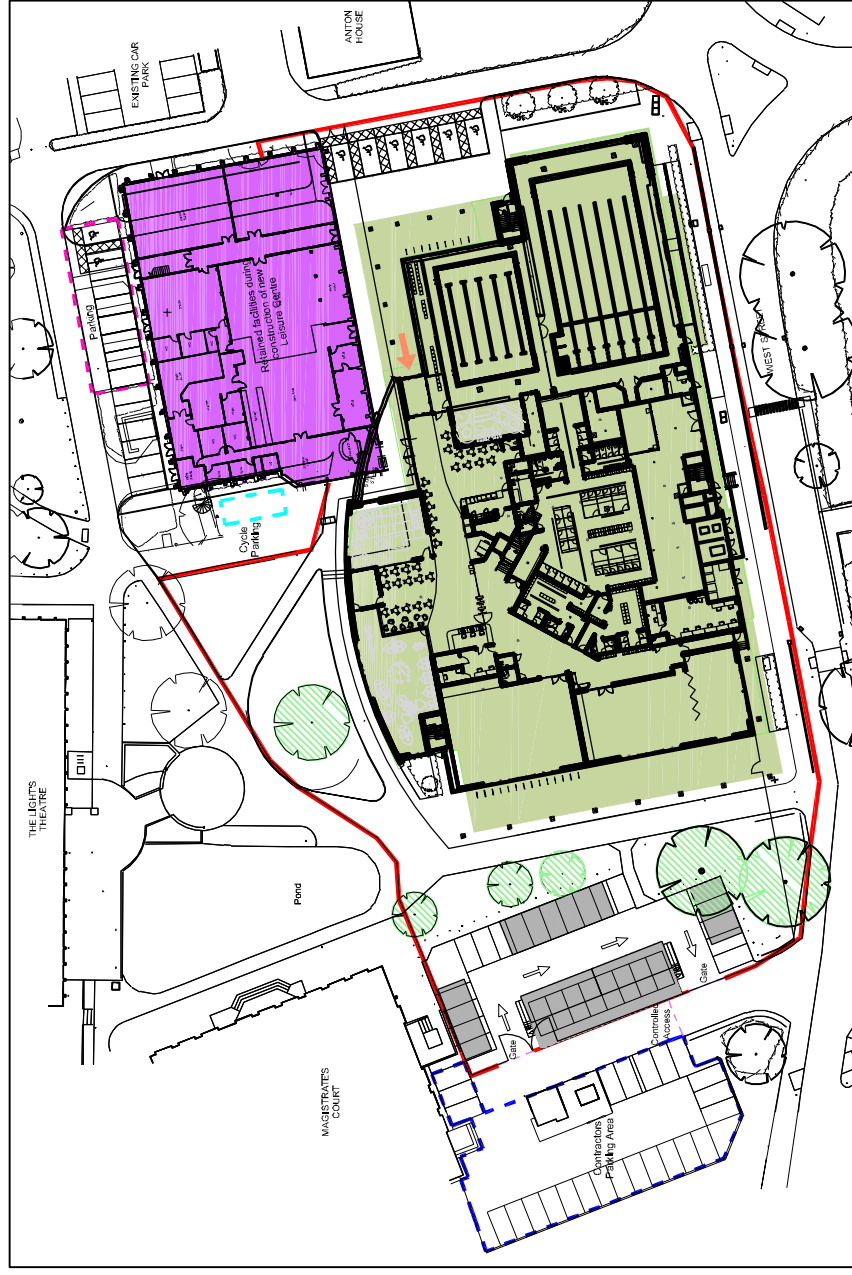 EXISTING CAR
PARK
ANTON
HOUSE
Parking
Retained facilities during
construction of new
Leisure Centre
Cycle
Parking
THE LIGHTS
THEATRE
WEST STREET
Pond
MAGISTRATE'S
COURT
Gate
Gate
Controlled
Access
Contractors
Parking Area